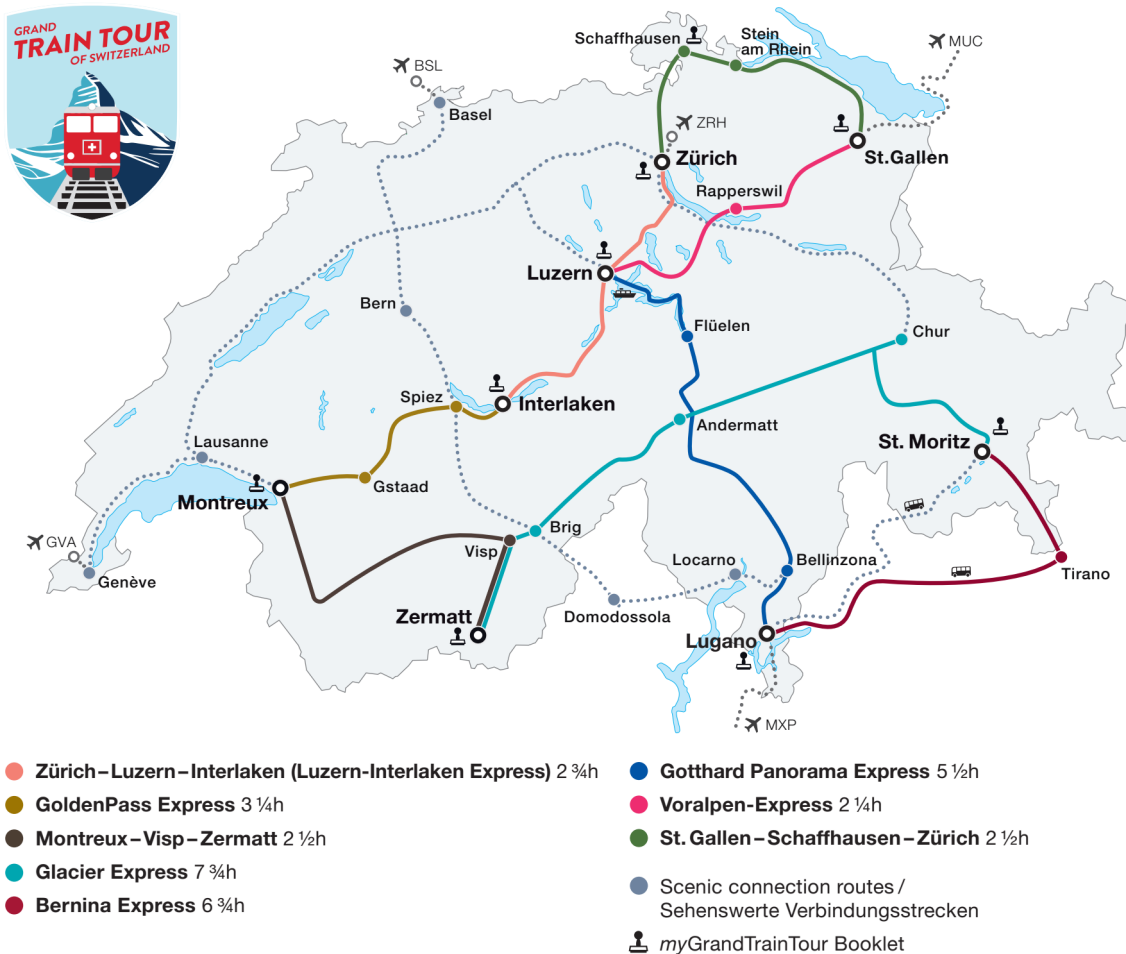 GRAND
TRAIN TOUR
OF SWITZERLAND
Schaffhausen
Stein
am Rhein
MUC
BSL
Basel
ZRH
Zürich
St.Gallen
Rapperswil
Luzern
Bern
Flüelen
Chur
Spiez
Interlaken
Andermatt
St. Moritz
Lausanne
Gstaad
Montreux
GVA
Genève
Visp
Brig
Locarno
Bellinzona
Tirano
Domodossola
Zermatt
Lugano
MXP
Zürich–Luzern–Interlaken (Luzern-Interlaken Express) 2 ¾h
GoldenPass Express 3 ¼h
Montreux–Visp–Zermatt 2 ½h
Glacier Express 7 ¾h
Bernina Express 6 ¾h
Gotthard Panorama Express 5 ½h
Voralpen-Express 2 ¼h
St. Gallen–Schaffhausen–Zürich 2 ½h
Scenic connection routes /
Sehenswerte Verbindungsstrecken
myGrandTrainTour Booklet